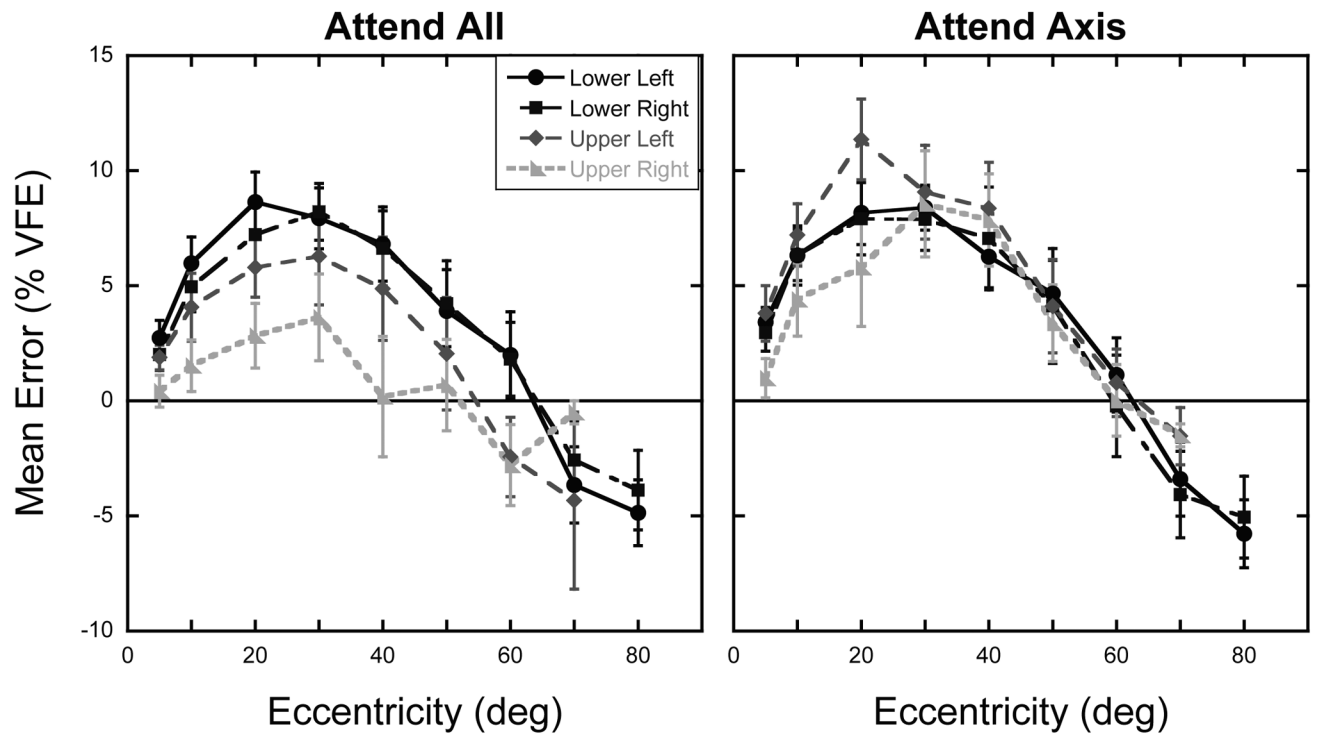 Attend All
Attend Axis
Lower Left
Lower Right
Upper Left
Upper Right
Mean Error (% VFE)
15
10
5
0
-5
-10
0 20 40 60 80
0 20 40 60 80
Eccentricity (deg)
Eccentricity (deg)